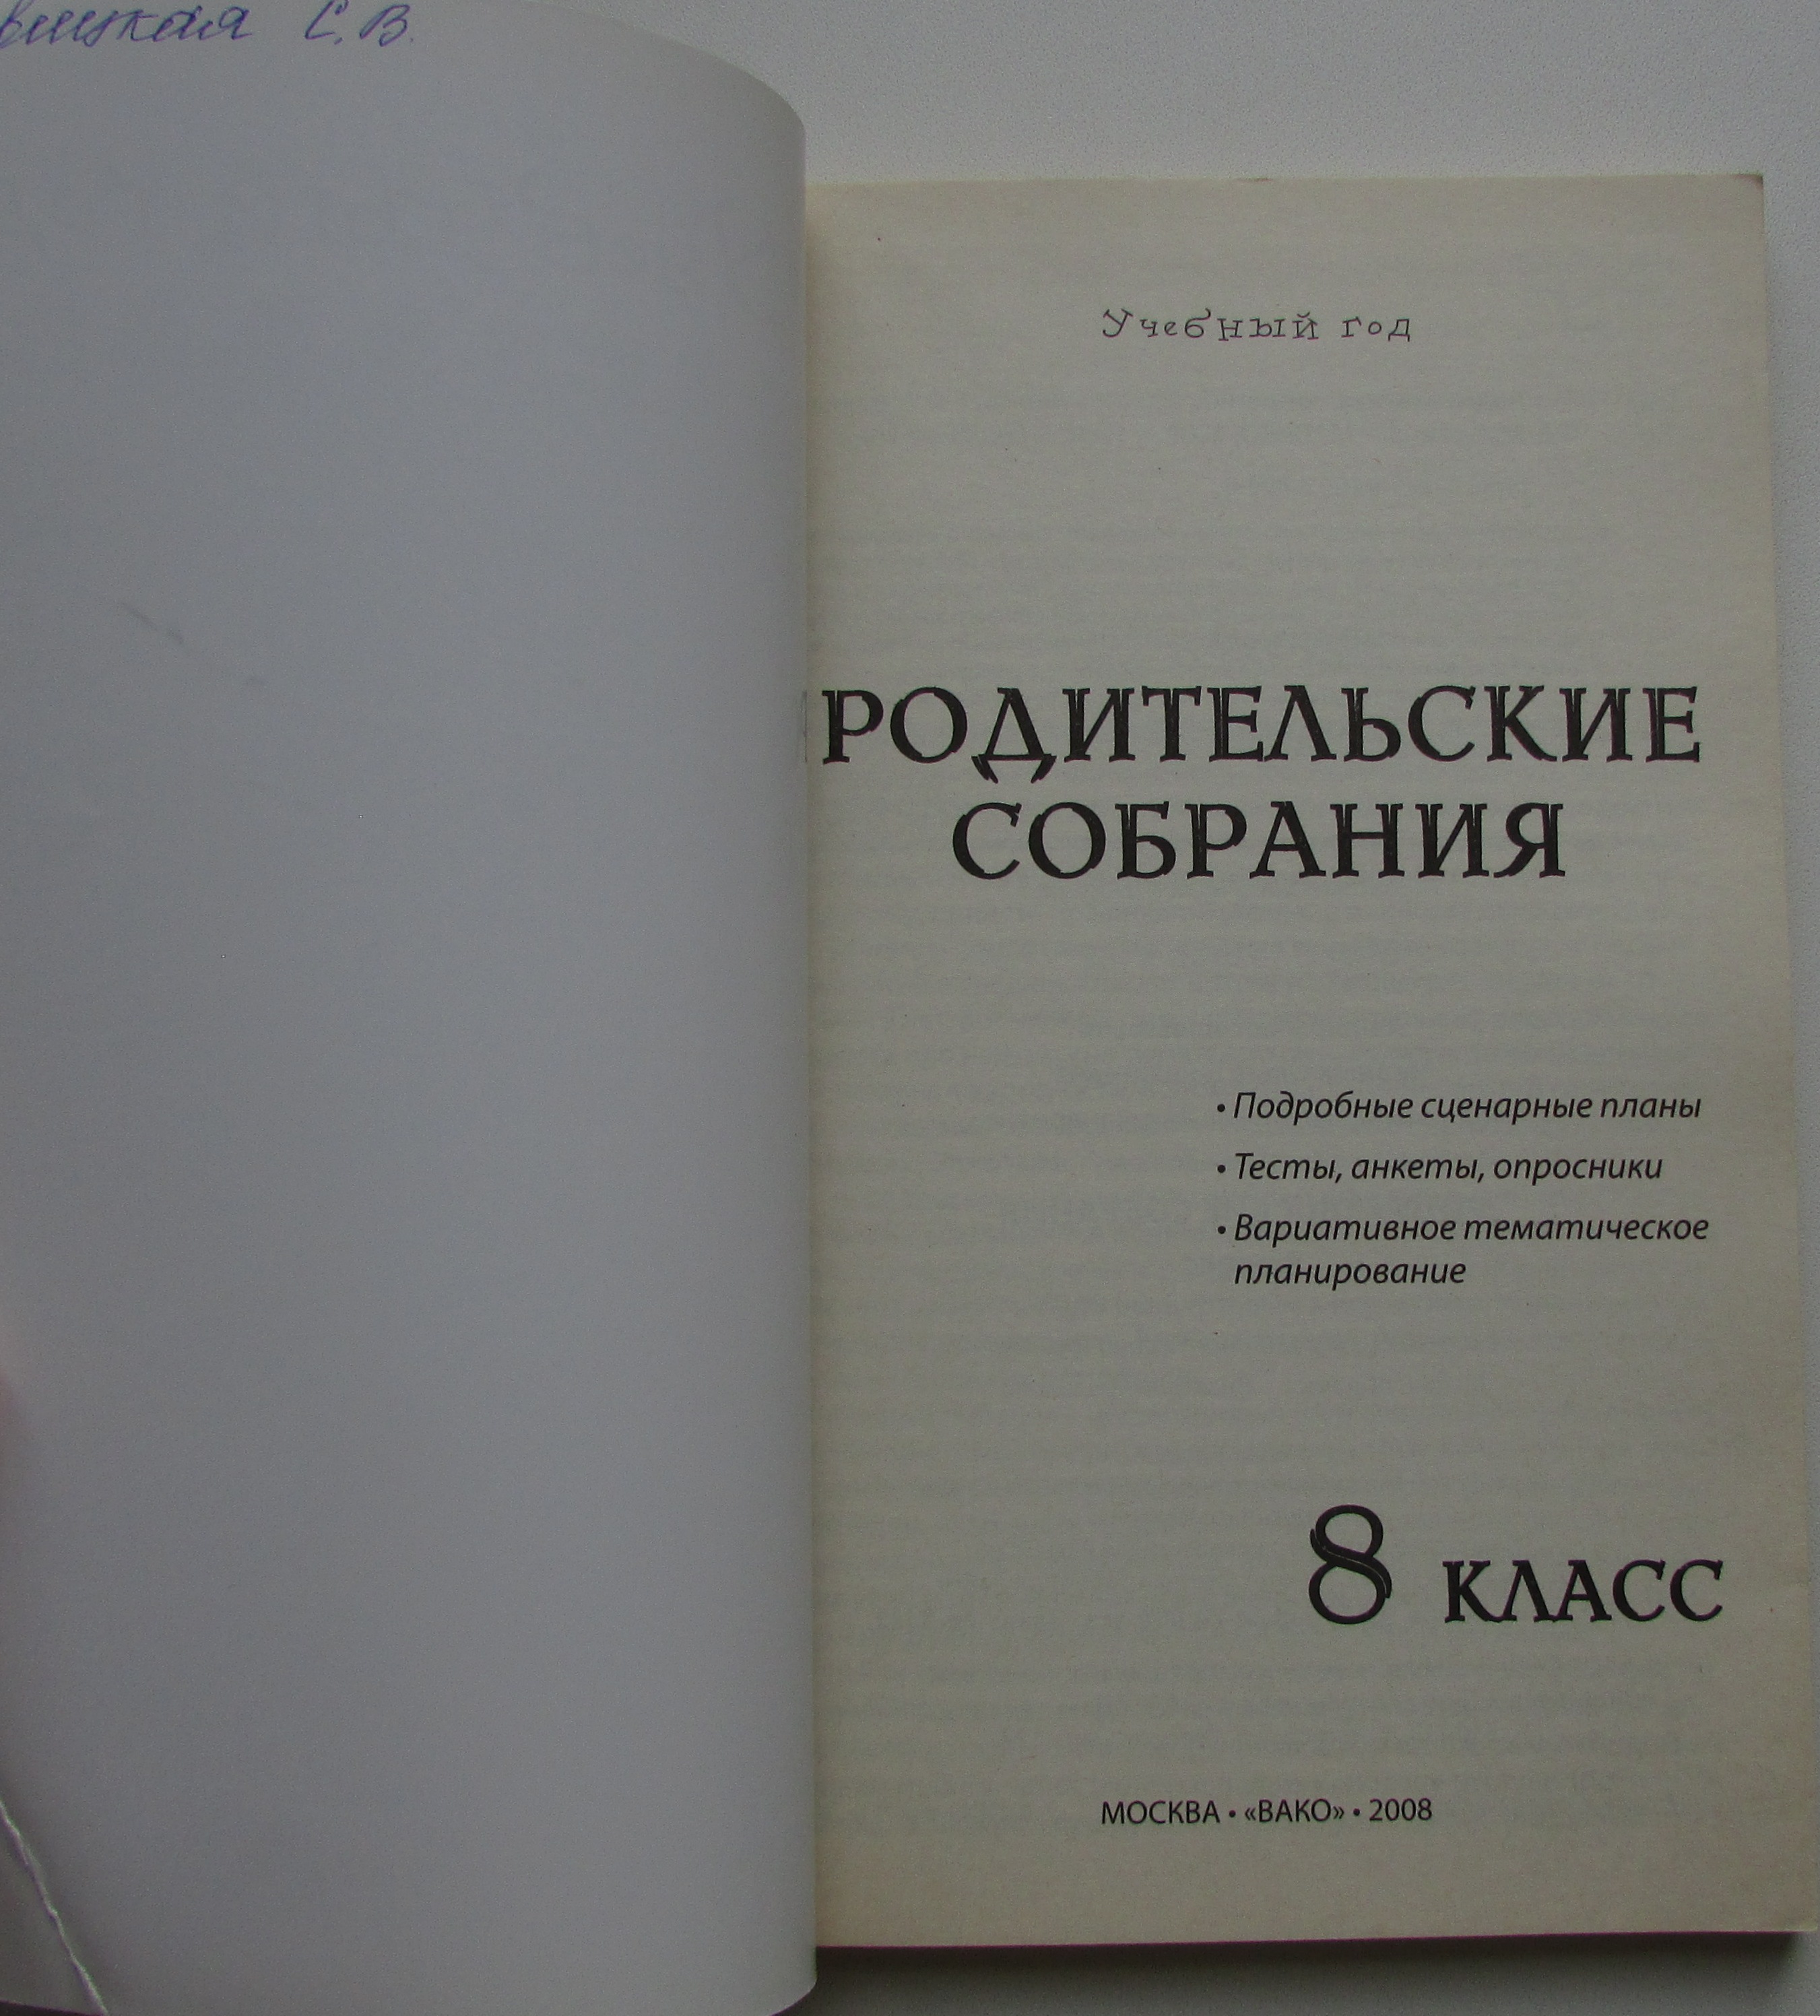 С. В.
Учебный год
РОДИТЕЛЬСКИЕ
СОБРАНИЯ
• Подробные сценарные планы
• Тесты, анкеты, опросники
• Вариативное тематическое
планирование
8 КЛАСС
МОСКВА • «ВАКО» • 2008